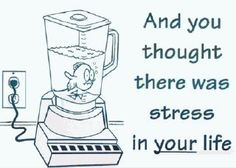 And you
thought
there was
stress
in your life